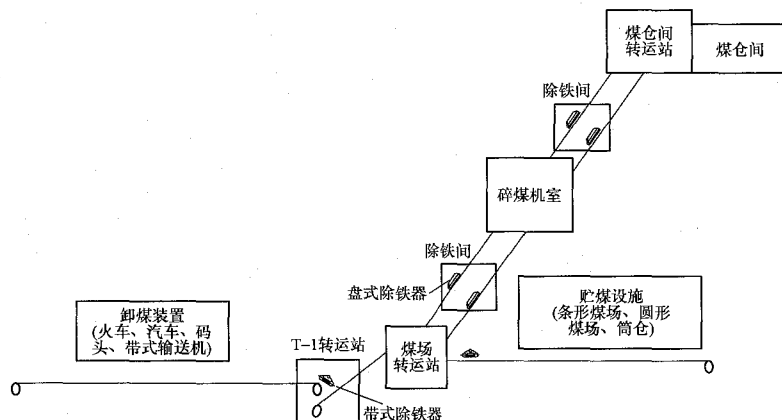 煤仓间
转运站
煤仓间
除铁间
碎煤机室
除铁间
盘式除铁器
贮煤设施
(条形煤场、圆形
煤场、筒仓)
卸煤装置
(火车、汽车、码
头、带式输送机)
T-1转运站
煤场
转运站
带式除铁器